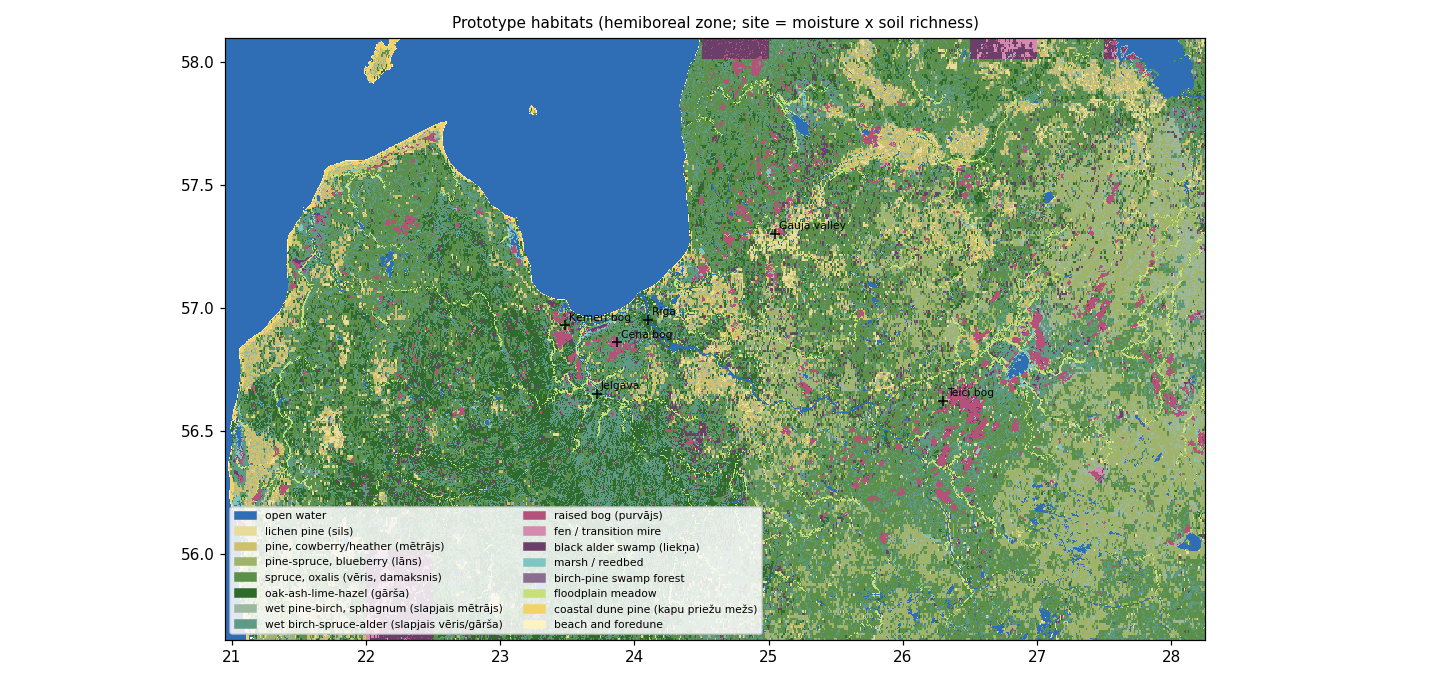 Prototype habitats (hemiboreal zone; site = moisture x soil richness)
58.0
57.5
57.0
56.5
56.0
Gauja valley
Riga
Kemeri bog
Cena bog
Jelgava
Teiči bog
open water
lichen pine (sils)
pine, cowberry/heather (mētrājs)
pine-spruce, blueberry (lāns)
spruce, oxalis (vēris, damaksnis)
oak-ash-lime-hazel (gārša)
wet pine-birch, sphagnum (slapjais mētrājs)
wet birch-spruce-alder (slapjais vēris/gārša)
raised bog (purvājs)
fen / transition mire
black alder swamp (liekņa)
marsh / reedbed
birch-pine swamp forest
floodplain meadow
coastal dune pine (kapu priežu mežs)
beach and foredune
21 22 23 24 25 26 27 28